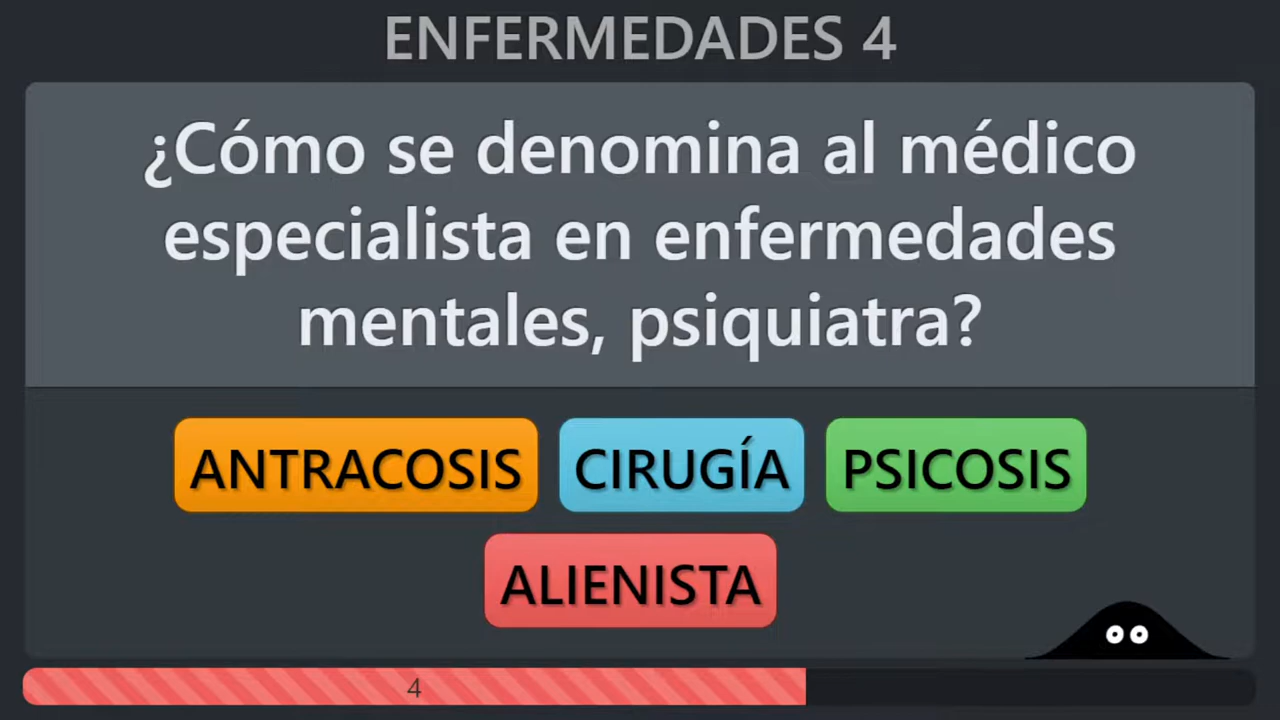 ENFERMEDADES 4
¿Cómo se denomina al médico
especialista en enfermedades
mentales, psiquiatra?
ANTRACOSIS CIRUGÍA PSICOSIS
ALIENISTA
4